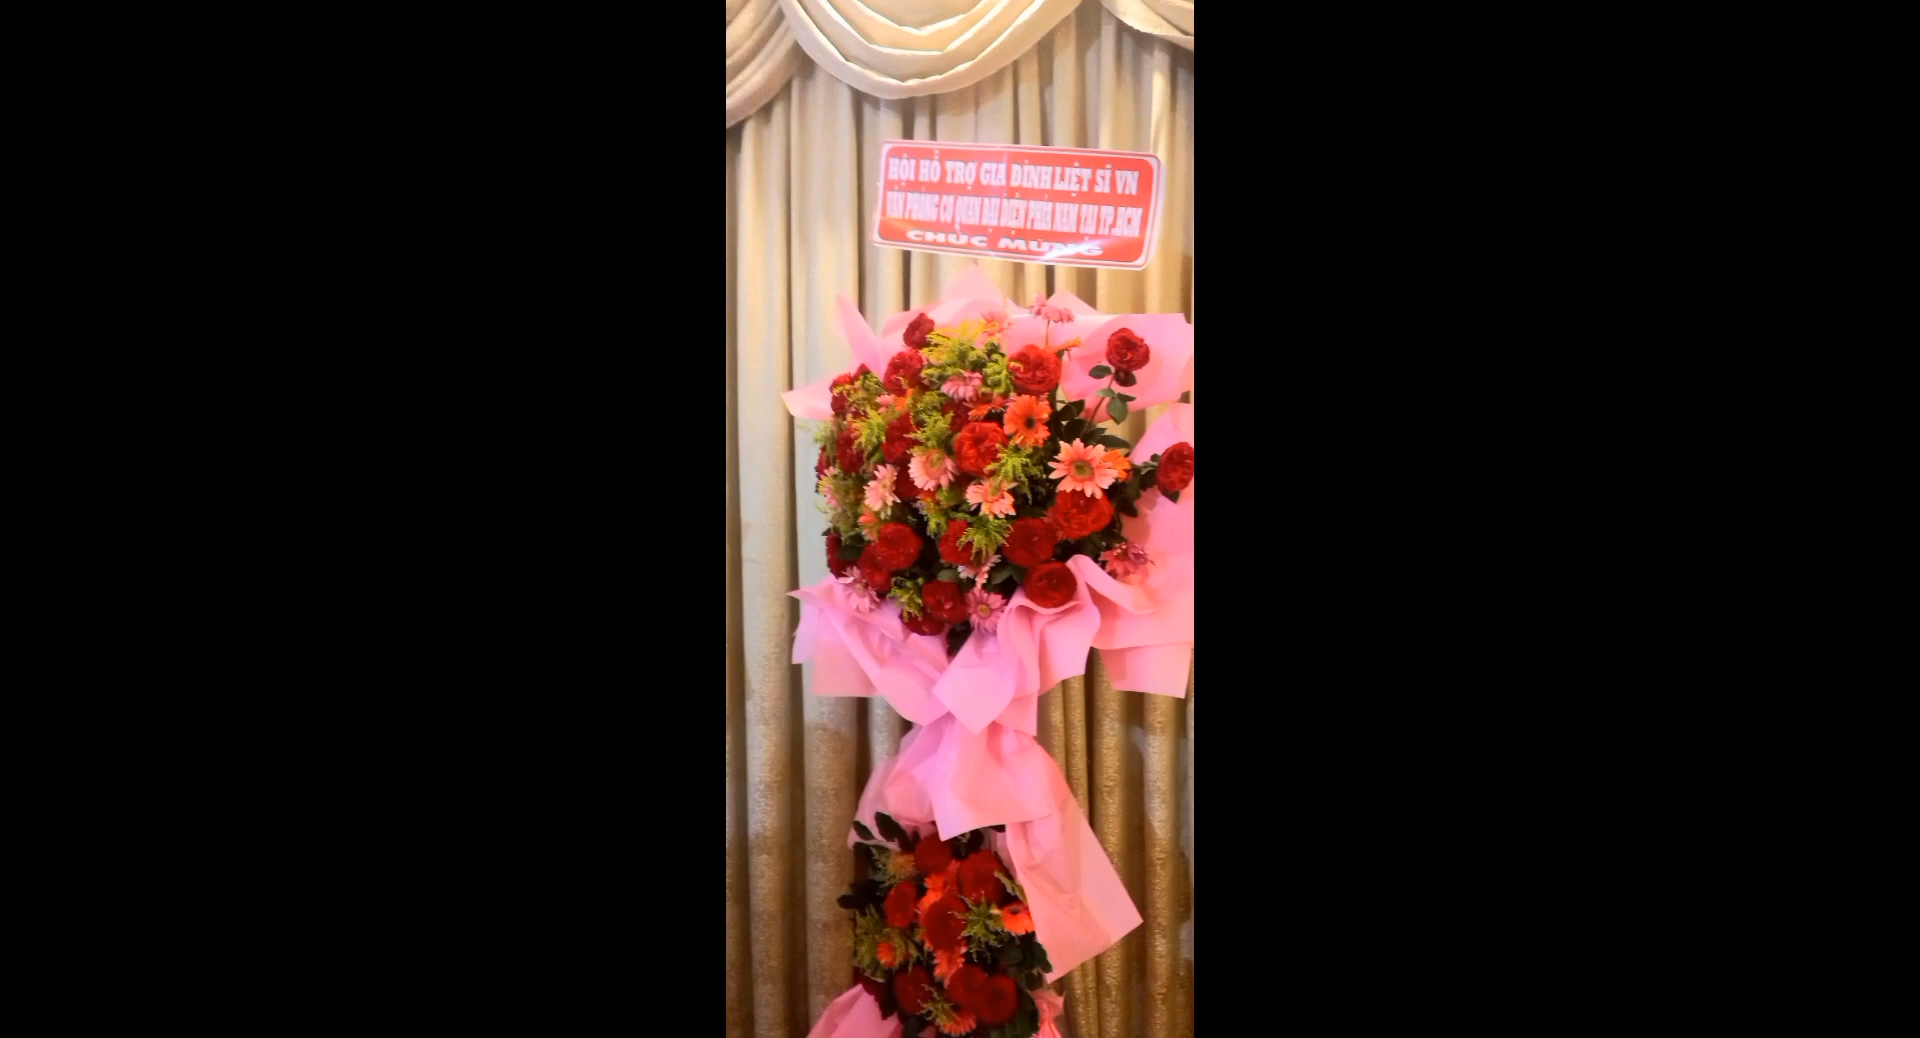 HỘI HỖ TRỢ GIA ĐÌNH LIỆT SĨ VN
VĂN PHÒNG CƠ QUAN ĐẠI DIỆN PHÍA NAM TẠI TP.HCM
CHÚC MỪNG